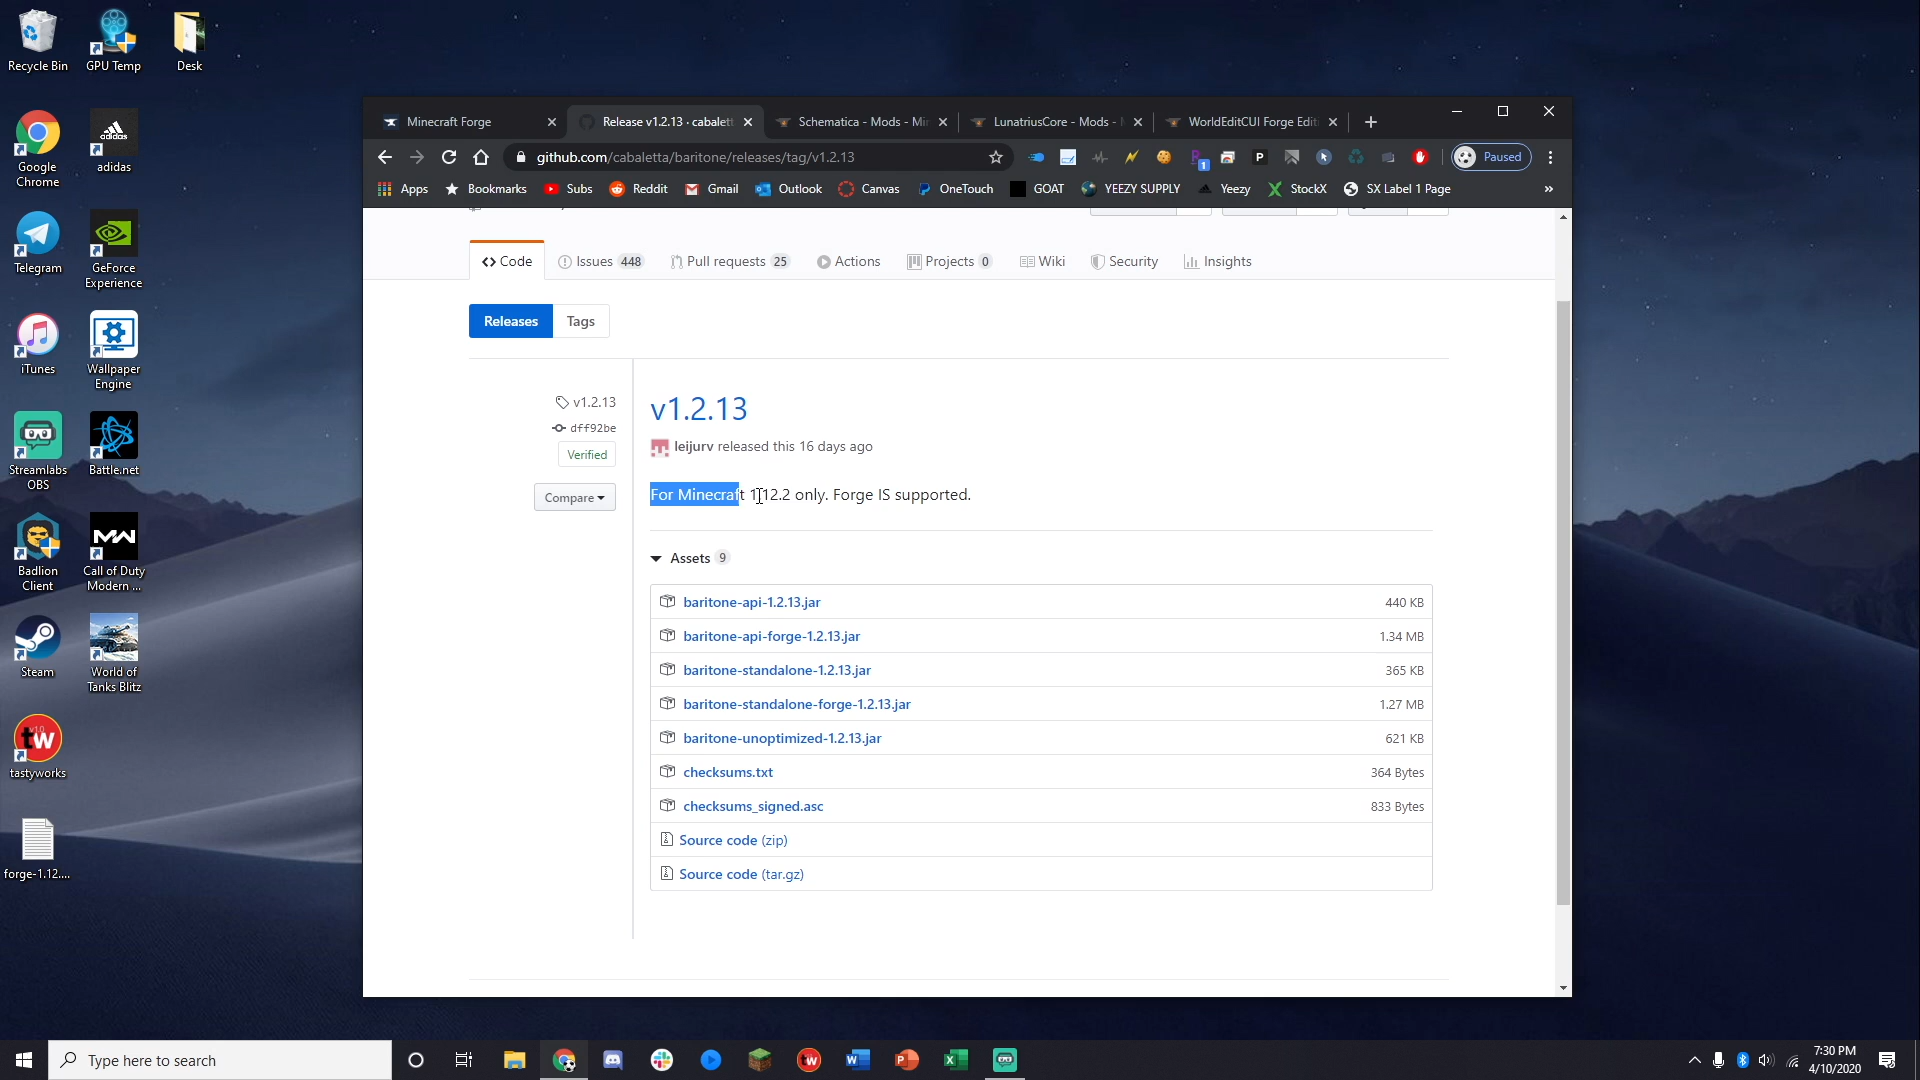 Recycle Bin
GPU Temp
Desk
Google
Chrome
adidas
Telegram
GeForce
Experience
iTunes
Wallpaper
Engine
Streamlabs
OBS
Battle.net
Badlion
Client
Call of Duty
Modern ...
Steam
World of
Tanks Blitz
tastyworks
forge-1.12....
Minecraft Forge
Release v1.2.13 · cabalett
Schematica - Mods - Mi
LunatriusCore - Mods -
WorldEditCUI Forge Edit
github.com/cabaletta/baritone/releases/tag/v1.2.13
Paused
Apps
Bookmarks
Subs
Reddit
Gmail
Outlook
Canvas
OneTouch
GOAT
YEEZY SUPPLY
Yeezy
StockX
SX Label 1 Page
Code
Issues 448
Pull requests 25
Actions
Projects 0
Wiki
Security
Insights
Releases
Tags
v1.2.13
dff92be
Verified
Compare
v1.2.13
leijurv released this 16 days ago
For Minecraft 1.12.2 only. Forge IS supported.
Assets 9
baritone-api-1.2.13.jar 440 KB
baritone-api-forge-1.2.13.jar 1.34 MB
baritone-standalone-1.2.13.jar 365 KB
baritone-standalone-forge-1.2.13.jar 1.27 MB
baritone-unoptimized-1.2.13.jar 621 KB
checksums.txt 364 Bytes
checksums_signed.asc 833 Bytes
Source code (zip)
Source code (tar.gz)
Type here to search
7:30 PM
4/10/2020